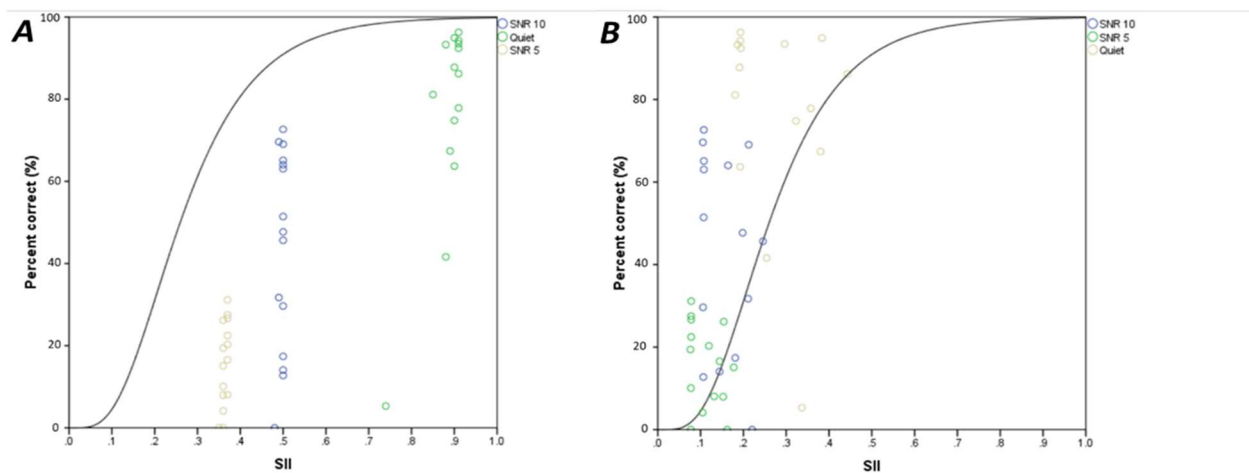 A
100
80
60
40
20
0
Percent correct (%)
.0 .1 .2 .3 .4 .5 .6 .7 .8 .9 1.0
SII
SNR 10
Quiet
SNR 5
B
100
80
60
40
20
0
Percent correct (%)
.0 .1 .2 .3 .4 .5 .6 .7 .8 .9 1.0
SII
SNR 10
SNR 5
Quiet